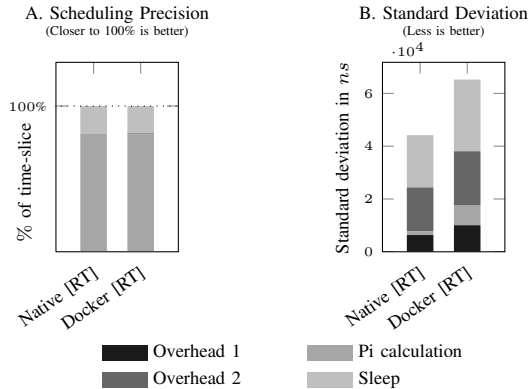 A. Scheduling Precision
(Closer to 100% is better)
100%
% of time-slice
Native [RT]
Docker [RT]
B. Standard Deviation
(Less is better)
·10⁴
6
4
2
0
Standard deviation in ns
Native [RT]
Docker [RT]
Overhead 1
Pi calculation
Overhead 2
Sleep